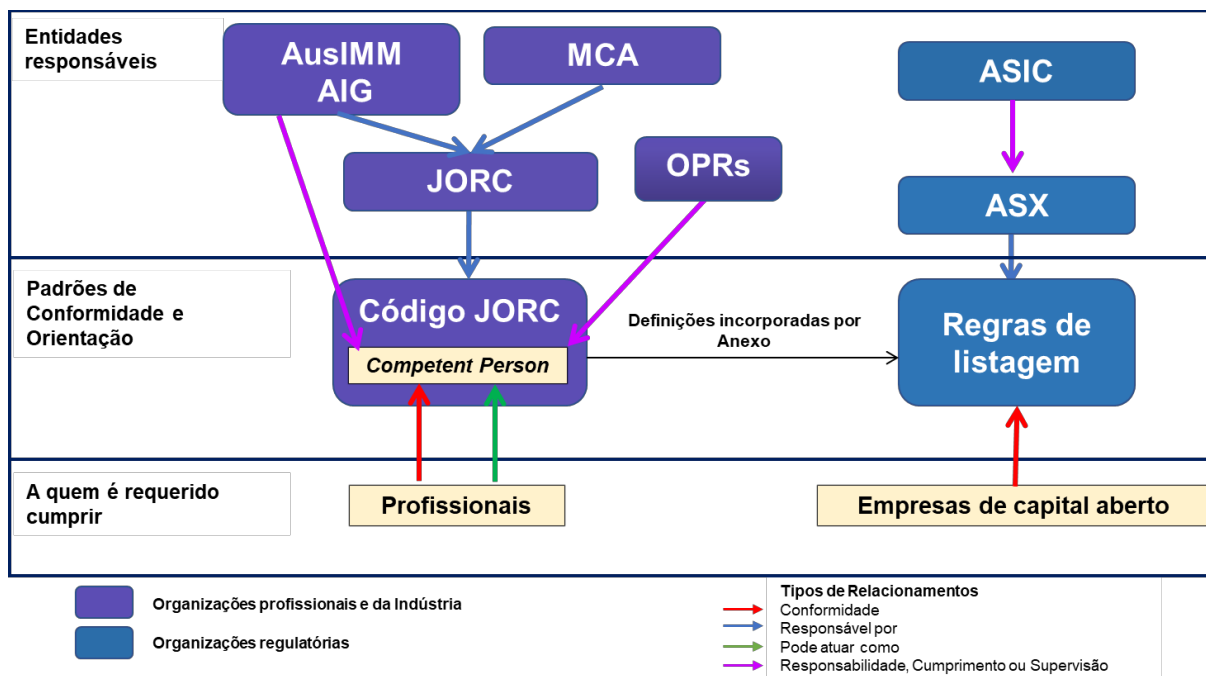 Entidades
responsáveis
AusIMM
AIG
MCA
ASIC
JORC
OPRs
ASX
Padrões de
Conformidade e
Orientação
Código JORC
Competent Person
Definições incorporadas por
Anexo
Regras de
listagem
A quem é requerido
cumprir
Profissionais
Empresas de capital aberto
Organizações profissionais e da Indústria
Organizações regulatórias
Tipos de Relacionamentos
Conformidade
Responsável por
Pode atuar como
Responsabilidade, Cumprimento ou Supervisão